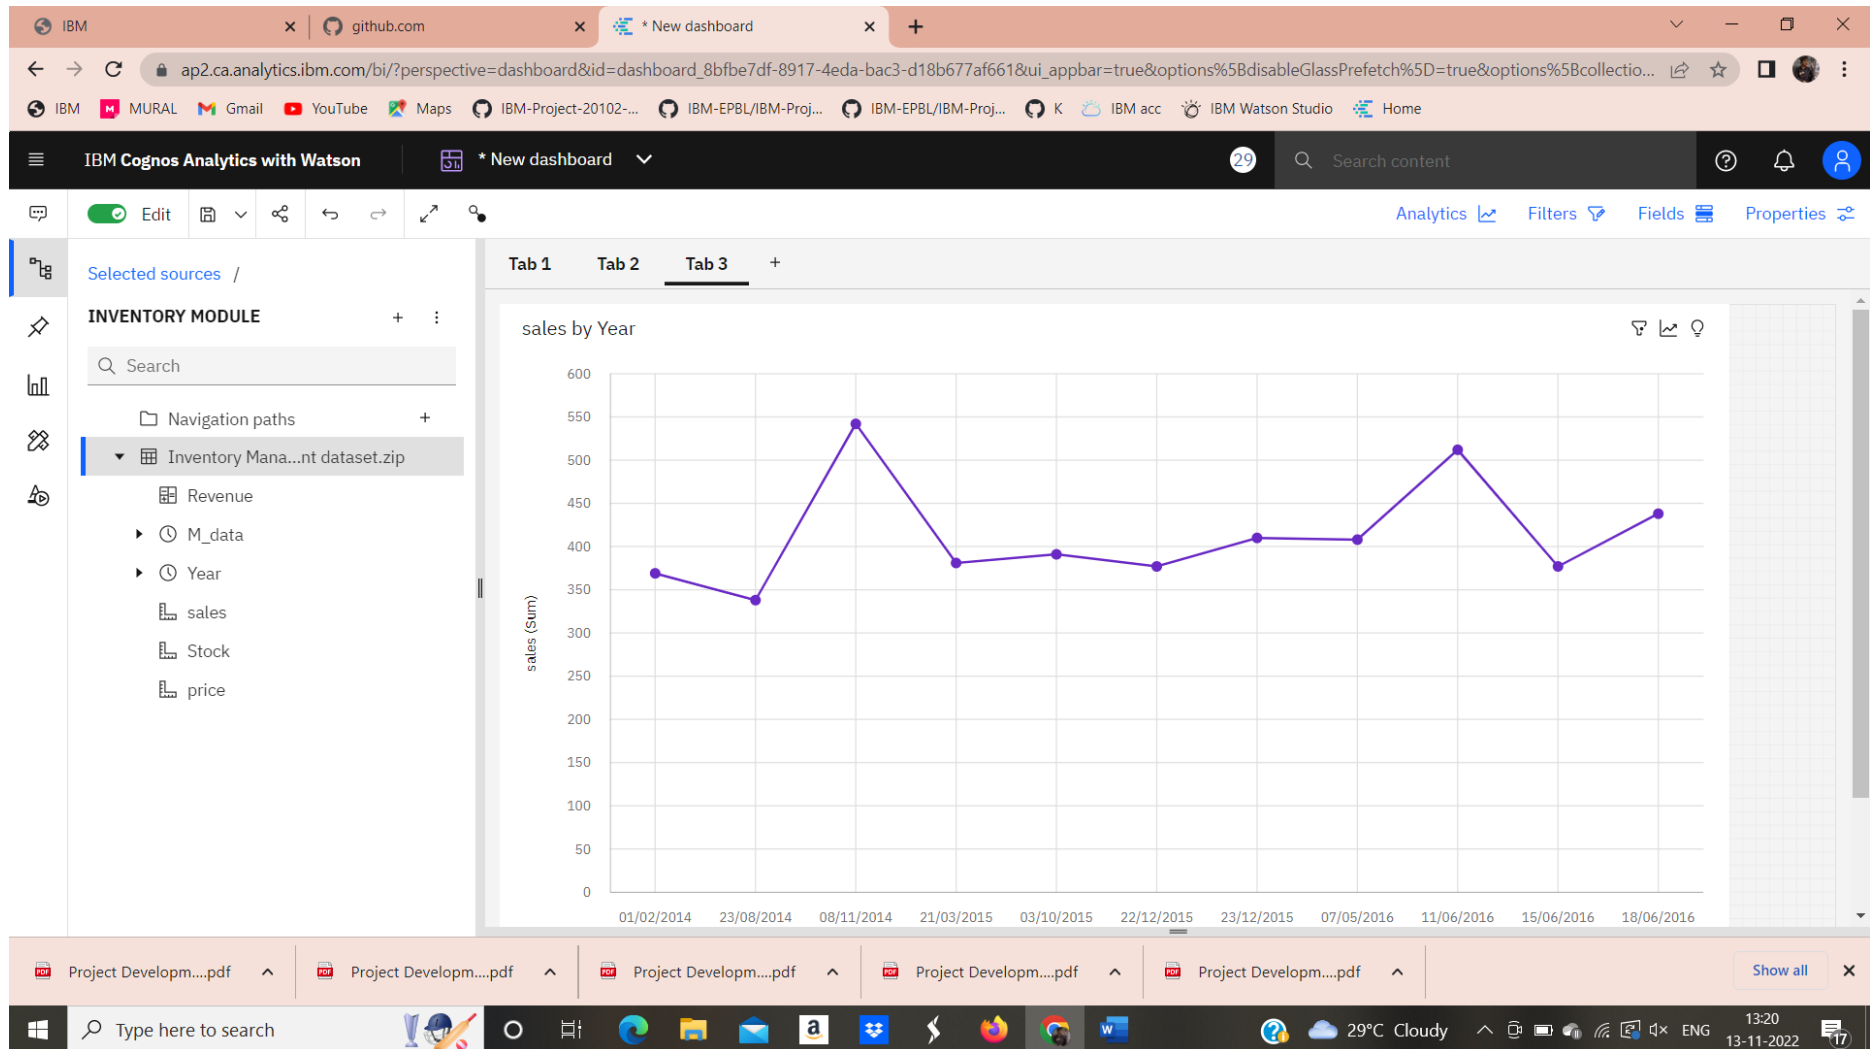 IBM
github.com
* New dashboard
ap2.ca.analytics.ibm.com/bi/?perspective=dashboard&id=dashboard_8bfbe7df-8917-4eda-bac3-d18b677af661&ui_appbar=true&options%5BdisableGlassPrefetch%5D=true&options%5Bcollectio...
IBM MURAL Gmail YouTube Maps IBM-Project-20102-... IBM-EPBL/IBM-Proj... IBM-EPBL/IBM-Proj... K IBM acc IBM Watson Studio Home
IBM Cognos Analytics with Watson
* New dashboard
29
Search content
Edit
Analytics Filters Fields Properties
Selected sources /
INVENTORY MODULE
Search
Navigation paths
Inventory Mana...nt dataset.zip
Revenue
M_data
Year
sales
Stock
price
Tab 1 Tab 2 Tab 3
sales by Year
600
550
500
450
400
350
300
250
200
150
100
50
0
sales (Sum)
01/02/2014 23/08/2014 08/11/2014 21/03/2015 03/10/2015 22/12/2015 23/12/2015 07/05/2016 11/06/2016 15/06/2016 18/06/2016
Project Developm....pdf Project Developm....pdf Project Developm....pdf Project Developm....pdf Project Developm....pdf Show all
Type here to search
29°C Cloudy
ENG
13:20
13-11-2022
17